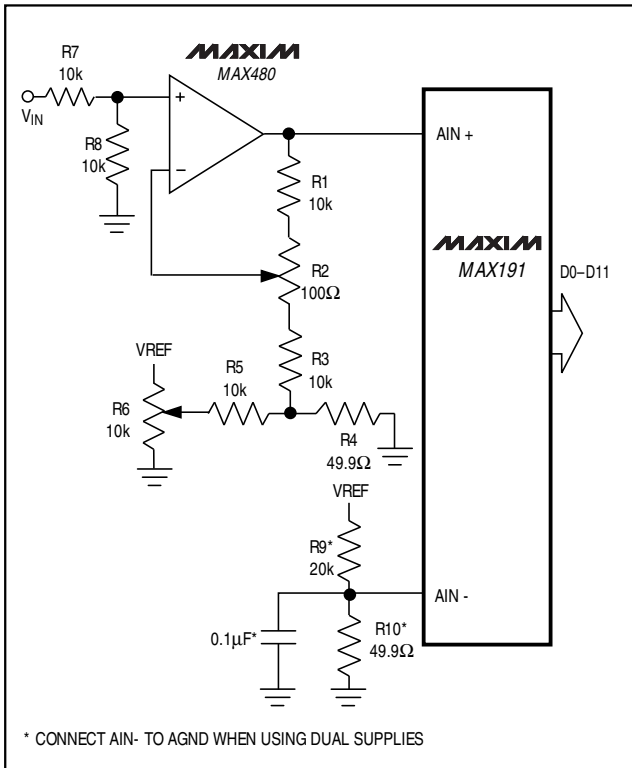 MAXIM
MAX480
R7
10k
VIN
R8
10k
+
−
AIN +
R1
10k
MAXIM
MAX191
D0–D11
R2
100Ω
R3
10k
VREF
R5
10k
R6
10k
R4
49.9Ω
VREF
R9*
20k
AIN -
0.1µF*
R10*
49.9Ω
* CONNECT AIN- TO AGND WHEN USING DUAL SUPPLIES